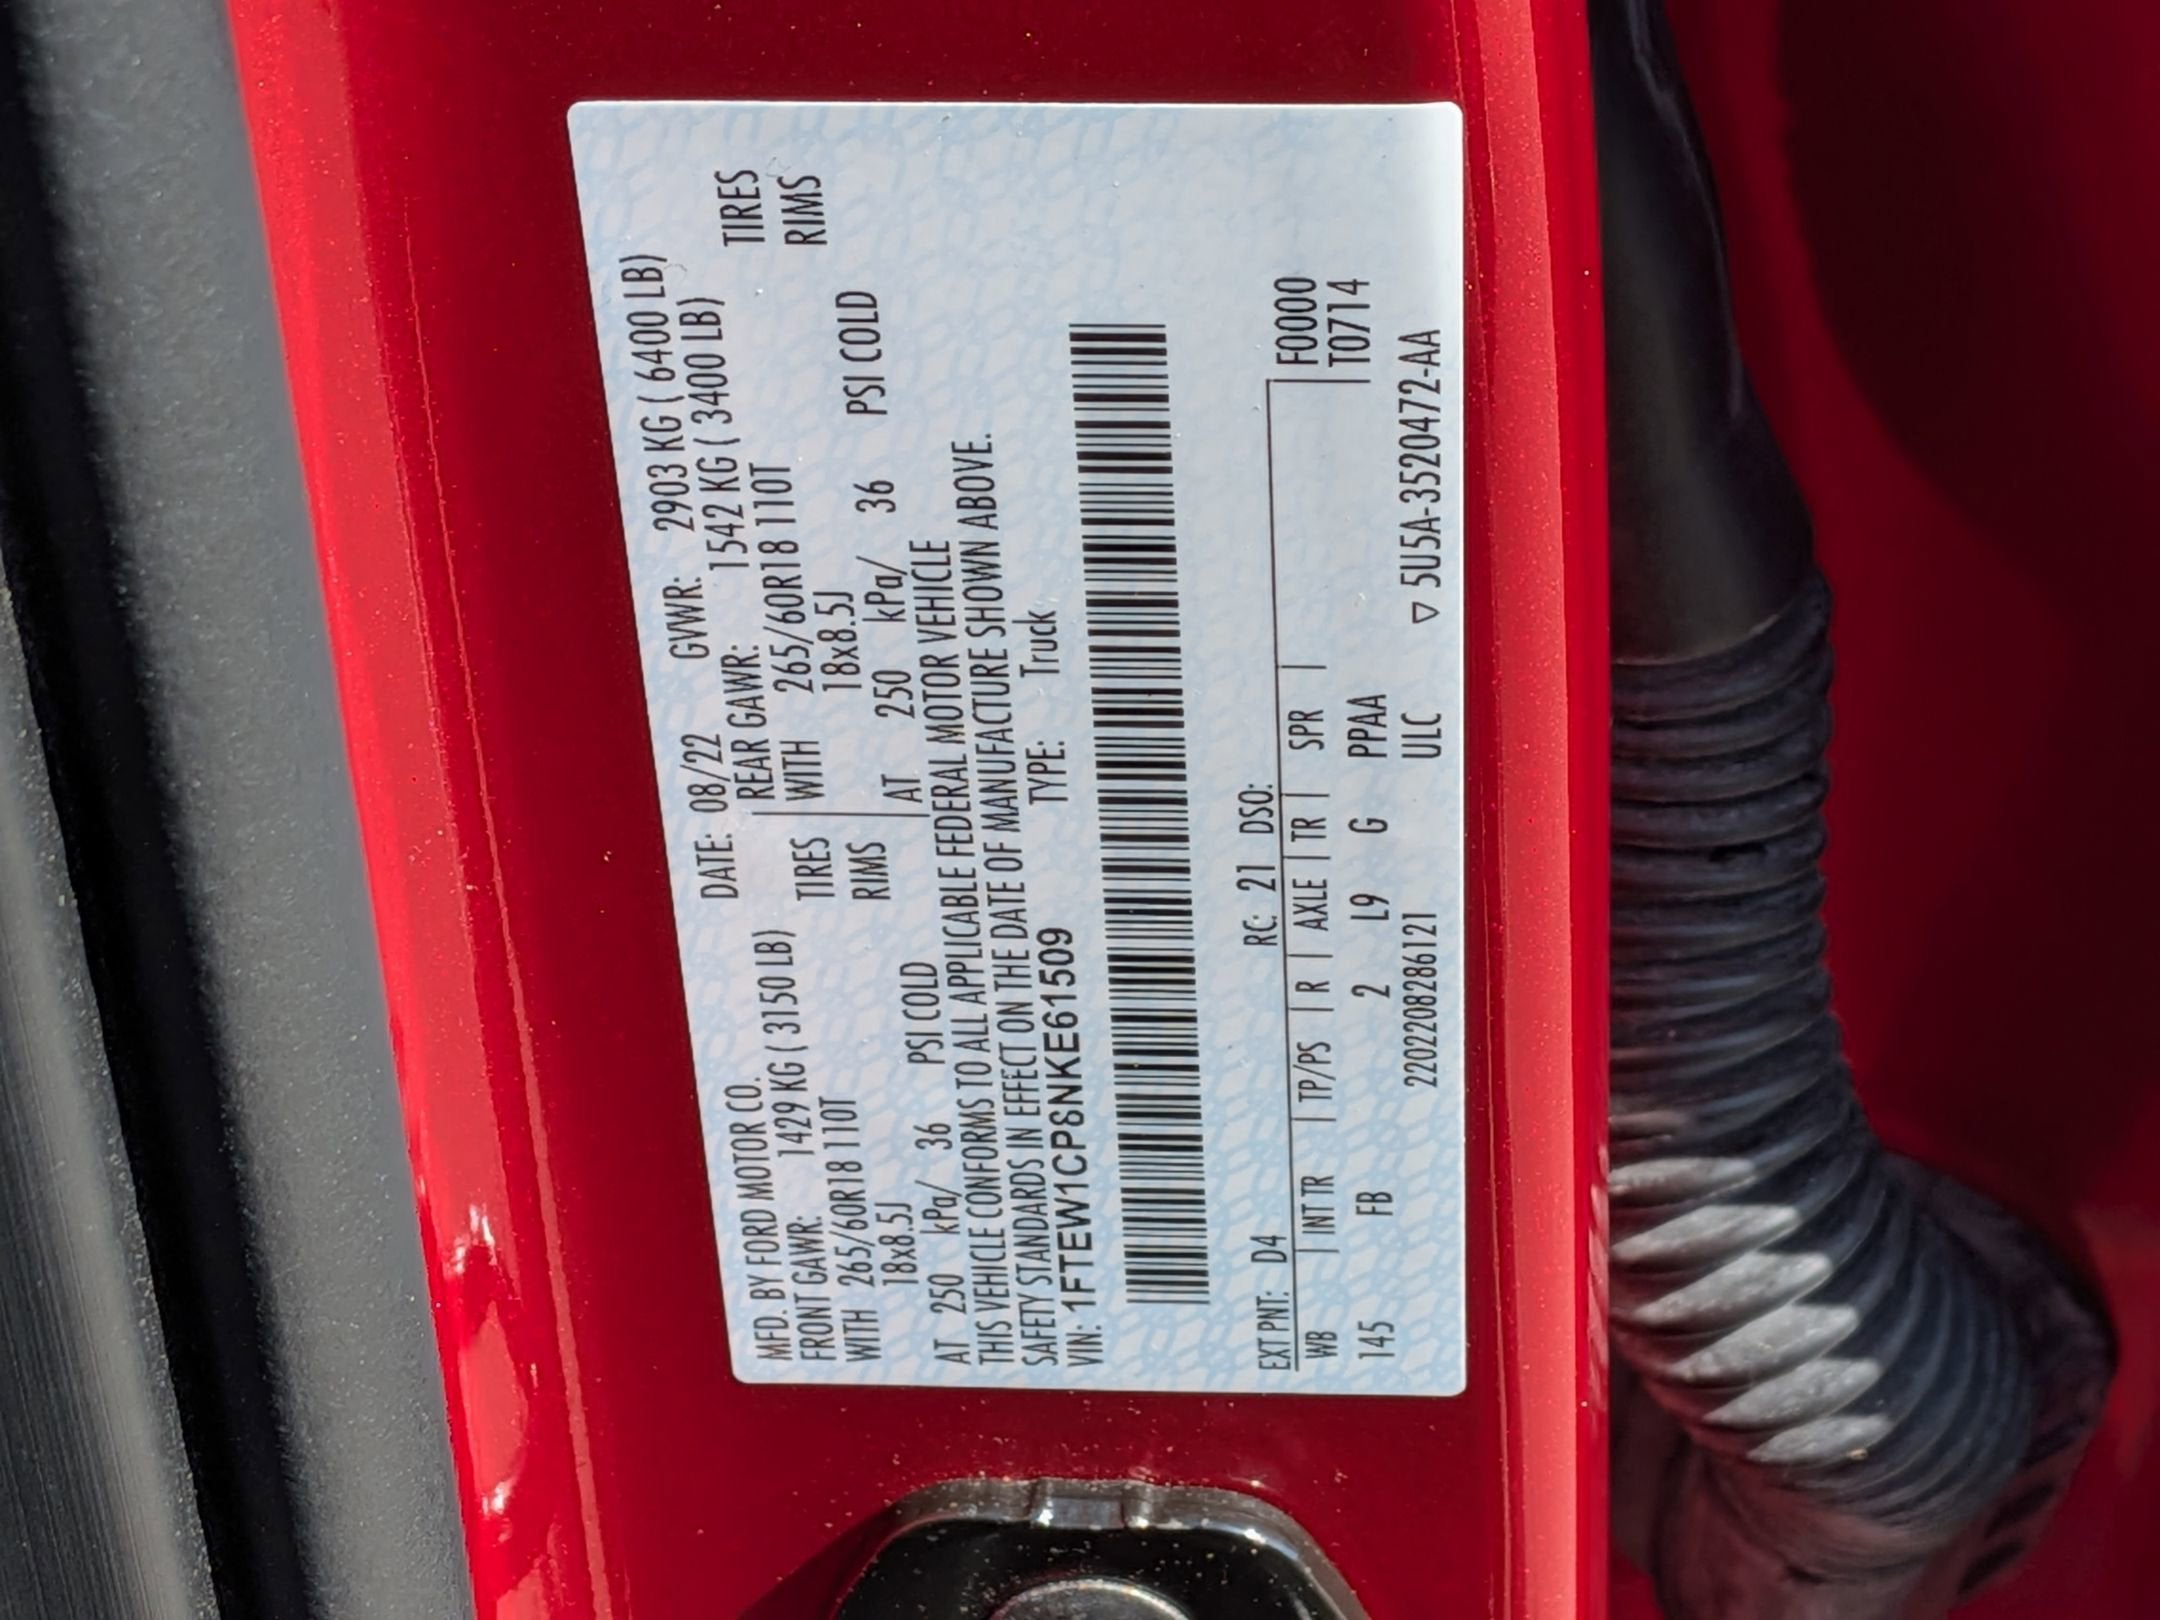 MFD. BY FORD MOTOR CO. DATE: 08/22 GVWR: 2903 KG ( 6400 LB)
FRONT GAWR: 1429 KG ( 3150 LB) REAR GAWR: 1542 KG ( 3400 LB)
WITH 265/60R18 110T TIRES WITH 265/60R18 110T TIRES
18x8.5J RIMS 18x8.5J RIMS
AT 250 kPa/ 36 PSI COLD AT 250 kPa/ 36 PSI COLD
THIS VEHICLE CONFORMS TO ALL APPLICABLE FEDERAL MOTOR VEHICLE
SAFETY STANDARDS IN EFFECT ON THE DATE OF MANUFACTURE SHOWN ABOVE.
VIN: 1FTEW1CP8NKE61509 TYPE: Truck
EXT PNT: D4 RC: 21 DSO: F0000
WB | INT TR | TP/PS | R | AXLE | TR | SPR | T0714
145 FB 2 L9 G PPAA
220220828612​1 ULC ▽ 5U5A-3520472-AA